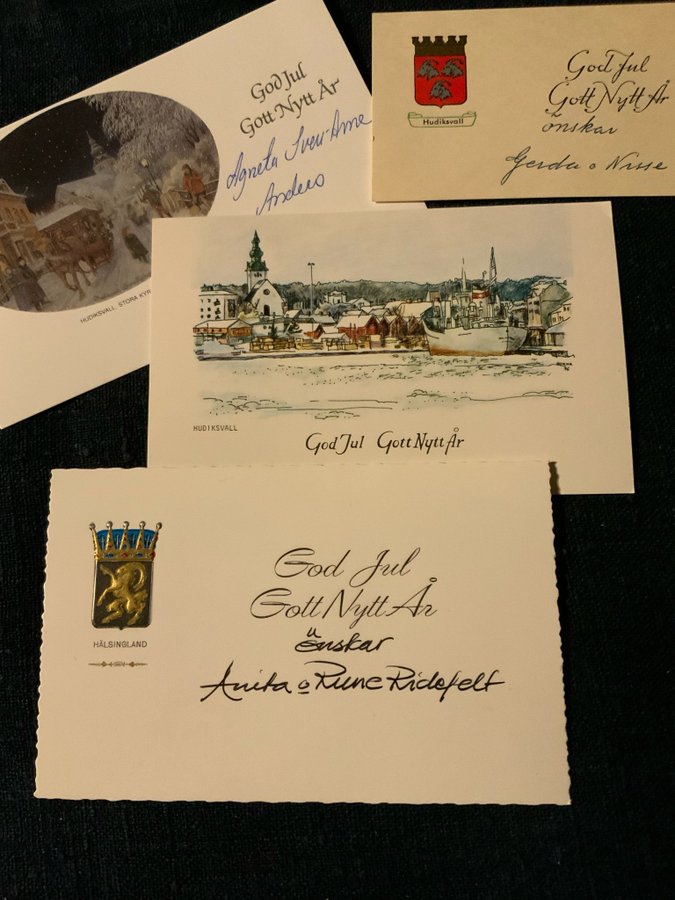 God Jul
Gott Nytt År
Agneta Sven-Arne
Anders
HUDIKSVALL, STORA KYR
God Jul
Gott Nytt År
önskar
Gerda o Nisse
Hudiksvall
HUDIKSVALL
God Jul Gott Nytt År
God Jul
Gott Nytt År
önskar
Anita o Rune Ridefelt
HÄLSINGLAND